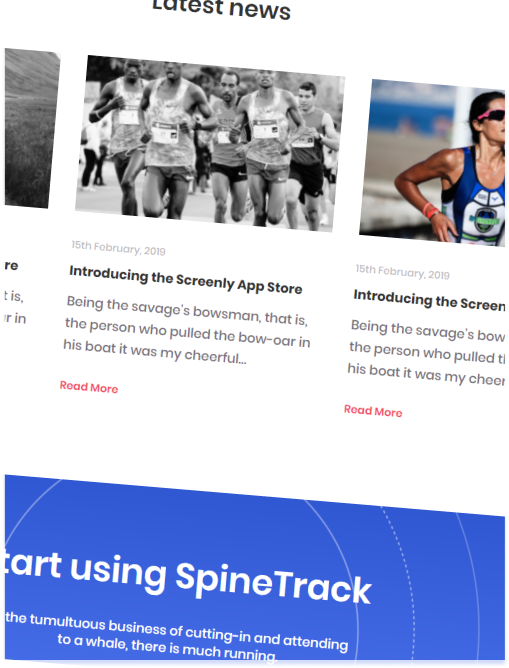 Latest news
re
t is,
ar in
15th February, 2019
Introducing the Screenly App Store
Being the savage's bowsman, that is,
the person who pulled the bow-oar in
his boat it was my cheerful...
Read More
15th February, 2019
Introducing the Screen
Being the savage's bow
the person who pulled t
his boat it was my cheer
Read More
tart using SpineTrack
the tumultuous business of cutting-in and attending
to a whale, there is much running